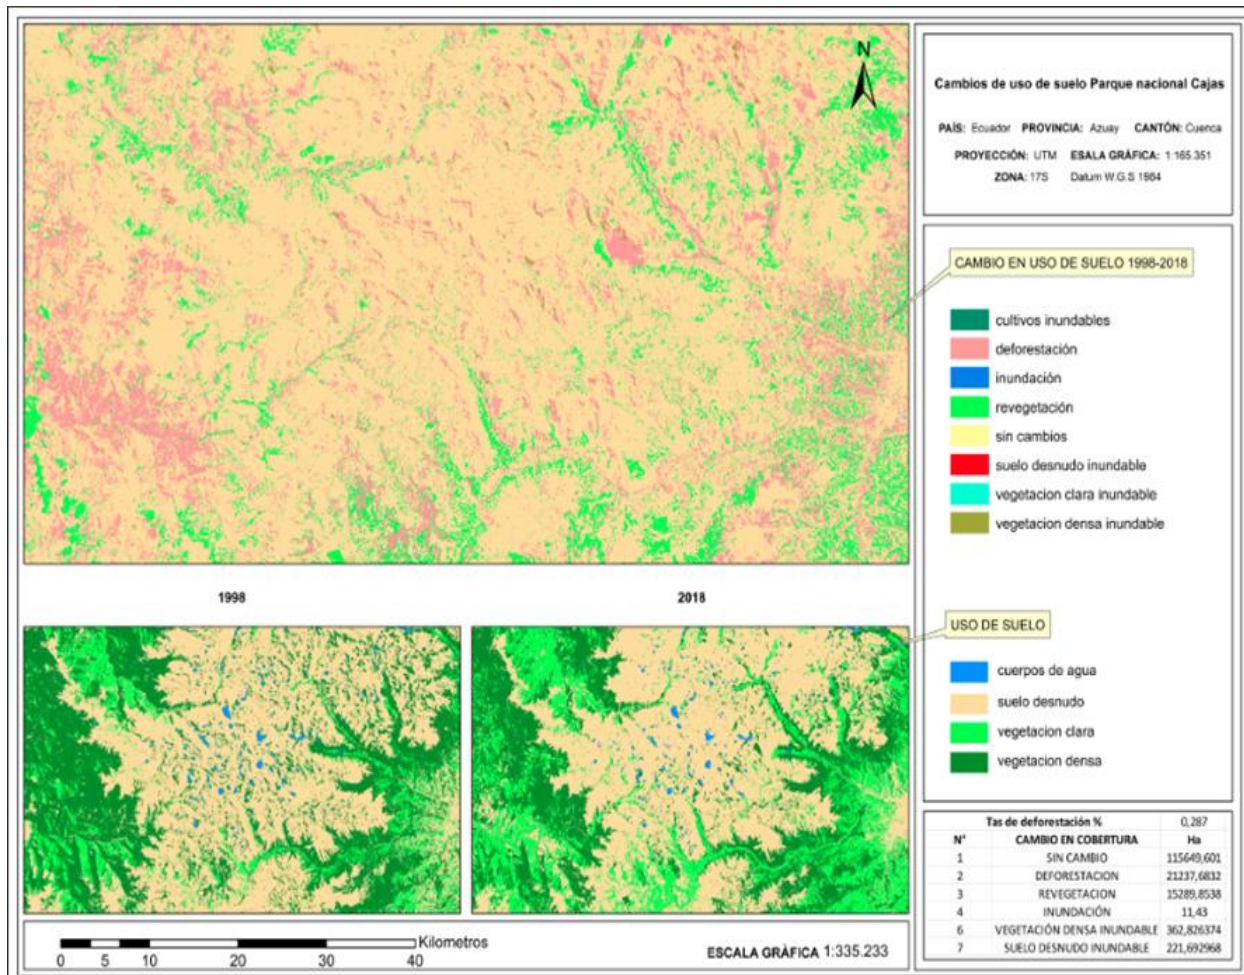 N
Cambios de uso de suelo Parque nacional Cajas
PAÍS: Ecuador PROVINCIA: Azuay CANTÓN: Cuenca
PROYECCIÓN: UTM ESALA GRÁFICA: 1:165.351
ZONA: 17S Datum W.G.S 1984
CAMBIO EN USO DE SUELO 1998-2018
cultivos inundables
deforestación
inundación
revegetación
sin cambios
suelo desnudo inundable
vegetacion clara inundable
vegetacion densa inundable
1998
2018
USO DE SUELO
cuerpos de agua
suelo desnudo
vegetacion clara
vegetacion densa
Tas de deforestación % 0,287
N° CAMBIO EN COBERTURA Ha
1 SIN CAMBIO 115649,601
2 DEFORESTACION 21237,6832
3 REVEGETACION 15289,8538
4 INUNDACIÓN 11,43
6 VEGETACIÓN DENSA INUNDABLE 362,826374
7 SUELO DESNUDO INUNDABLE 221,692968
Kilometros
0 5 10 20 30 40
ESCALA GRÀFICA 1:335.233